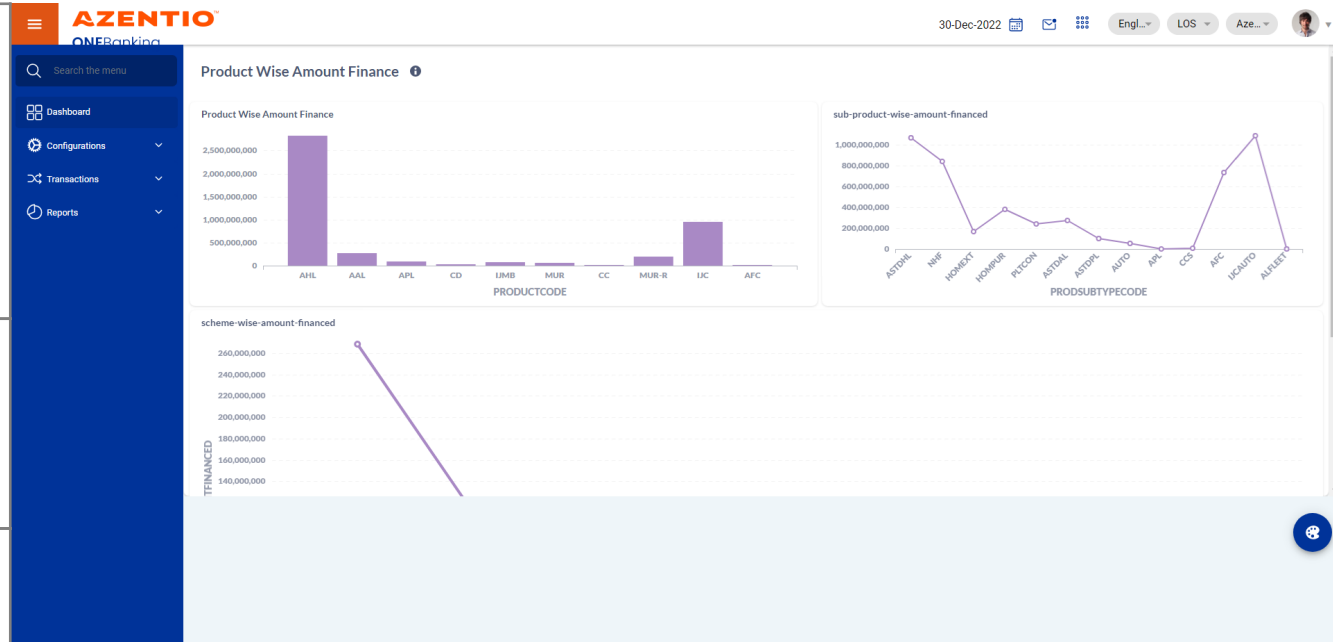 AZENTIO
ONEBanking
30-Dec-2022
Engl...
LOS
Aze...
Search the menu
Dashboard
Configurations
Transactions
Reports
Product Wise Amount Finance
Product Wise Amount Finance
2,500,000,000
2,000,000,000
1,500,000,000
1,000,000,000
500,000,000
0
AHL AAL APL CD IJMB MUR CC MUR-R IJC AFC
PRODUCTCODE
sub-product-wise-amount-financed
1,000,000,000
800,000,000
600,000,000
400,000,000
200,000,000
0
ASTDHL NHF HOMEXT HOMPUR PLTCON ASTDAL ASTDPL AUTO APL CCS AFC IJCAUTO ALFLEET
PRODSUBTYPECODE
scheme-wise-amount-financed
260,000,000
240,000,000
220,000,000
200,000,000
180,000,000
160,000,000
140,000,000
TFINANCED